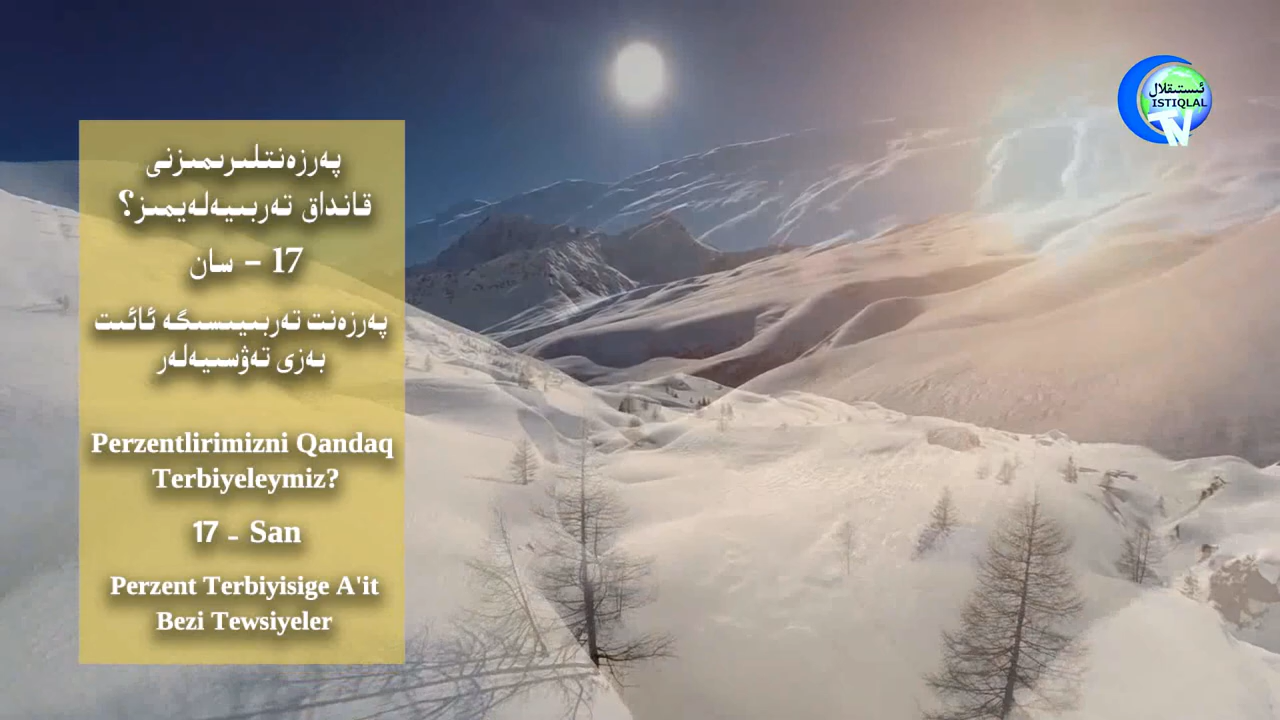 پەرزەنتلىرىمىزنى
قانداق تەربىيەلەيمىز؟
17 - سان
پەرزەنت تەربىيىسىگە ئائىت
بەزى تەۋسىيەلەر
Perzentlirimizni Qandaq
Terbiyeleymiz?
17 - San
Perzent Terbiyisige A'it
Bezi Tewsiyeler
ئىستىقلال
ISTIQLAL
TV